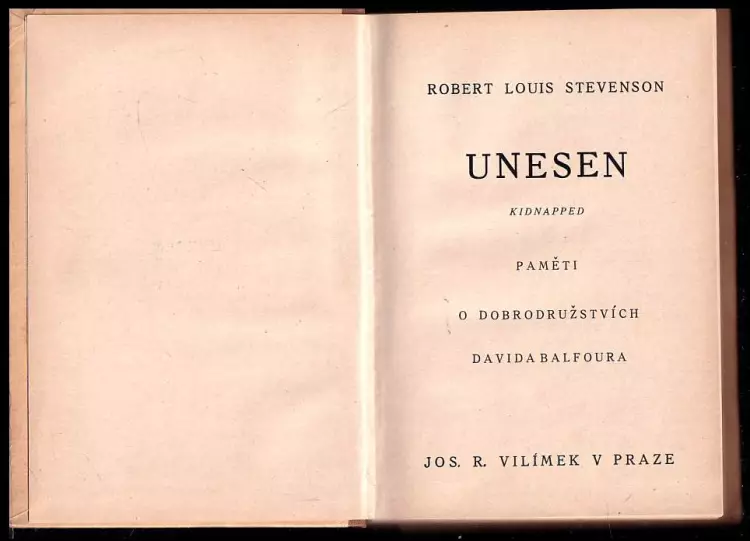 ROBERT LOUIS STEVENSON
UNESEN
KIDNAPPED
PAMĚTI
O DOBRODRUŽSTVÍCH
DAVIDA BALFOURA
JOS. R. VILÍMEK V PRAZE